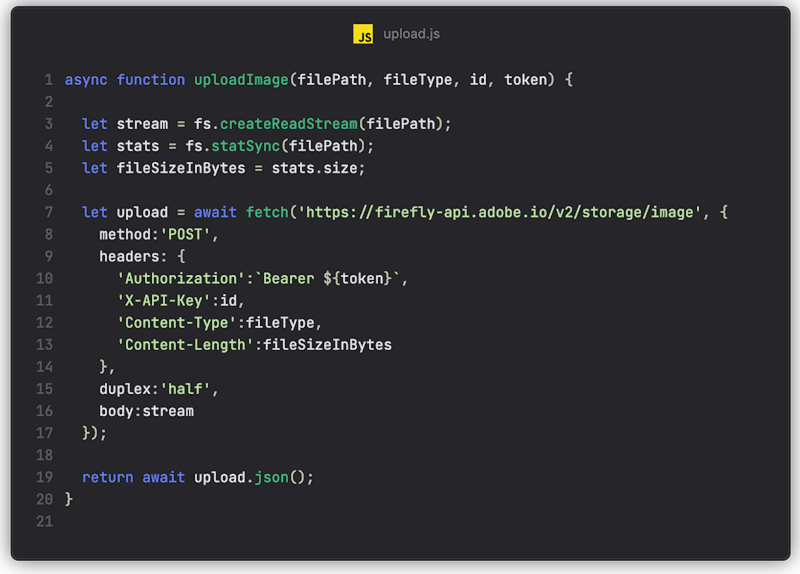 JS upload.js
1 async function uploadImage(filePath, fileType, id, token) {
2
3   let stream = fs.createReadStream(filePath);
4   let stats = fs.statSync(filePath);
5   let fileSizeInBytes = stats.size;
6
7   let upload = await fetch('https://firefly-api.adobe.io/v2/storage/image', {
8     method:'POST',
9     headers: {
10       'Authorization':`Bearer ${token}`,
11       'X-API-Key':id,
12       'Content-Type':fileType,
13       'Content-Length':fileSizeInBytes
14     },
15     duplex:'half',
16     body:stream
17   });
18
19   return await upload.json();
20 }
21